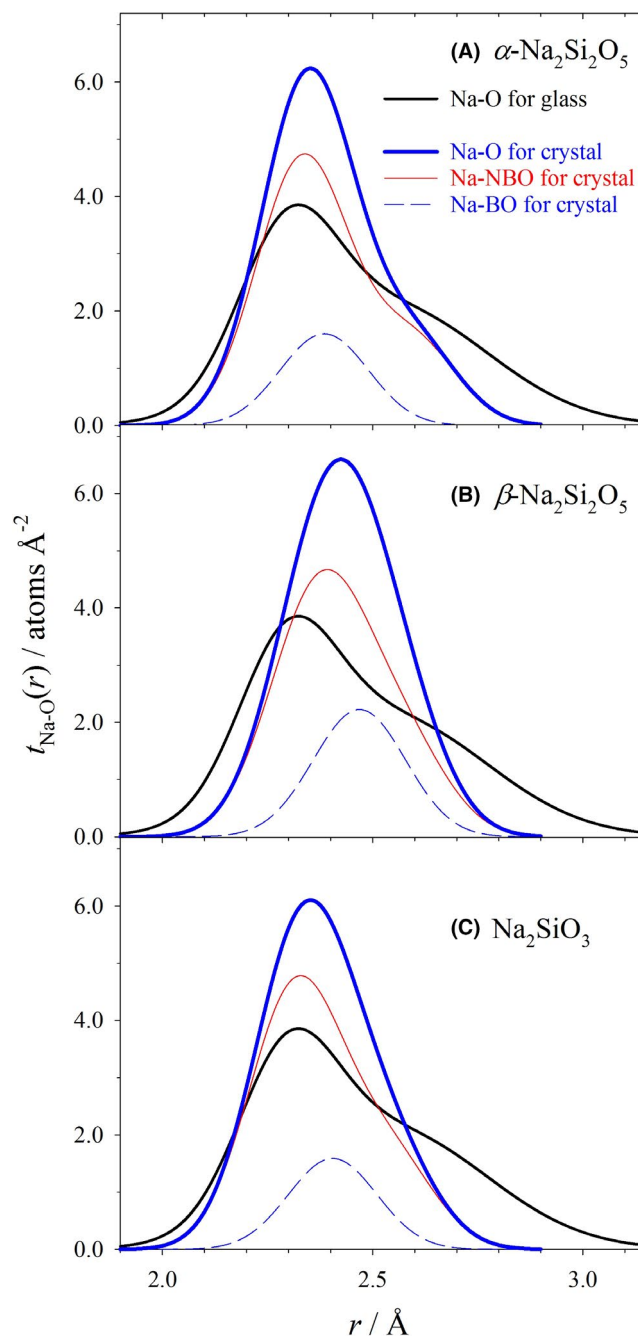 (A) α-Na₂Si₂O₅
Na-O for glass
Na-O for crystal
Na-NBO for crystal
Na-BO for crystal
6.0
4.0
2.0
0.0
(B) β-Na₂Si₂O₅
6.0
4.0
2.0
0.0
t_Na-O(r) / atoms Å⁻²
(C) Na₂SiO₃
6.0
4.0
2.0
0.0
2.0 2.5 3.0
r / Å